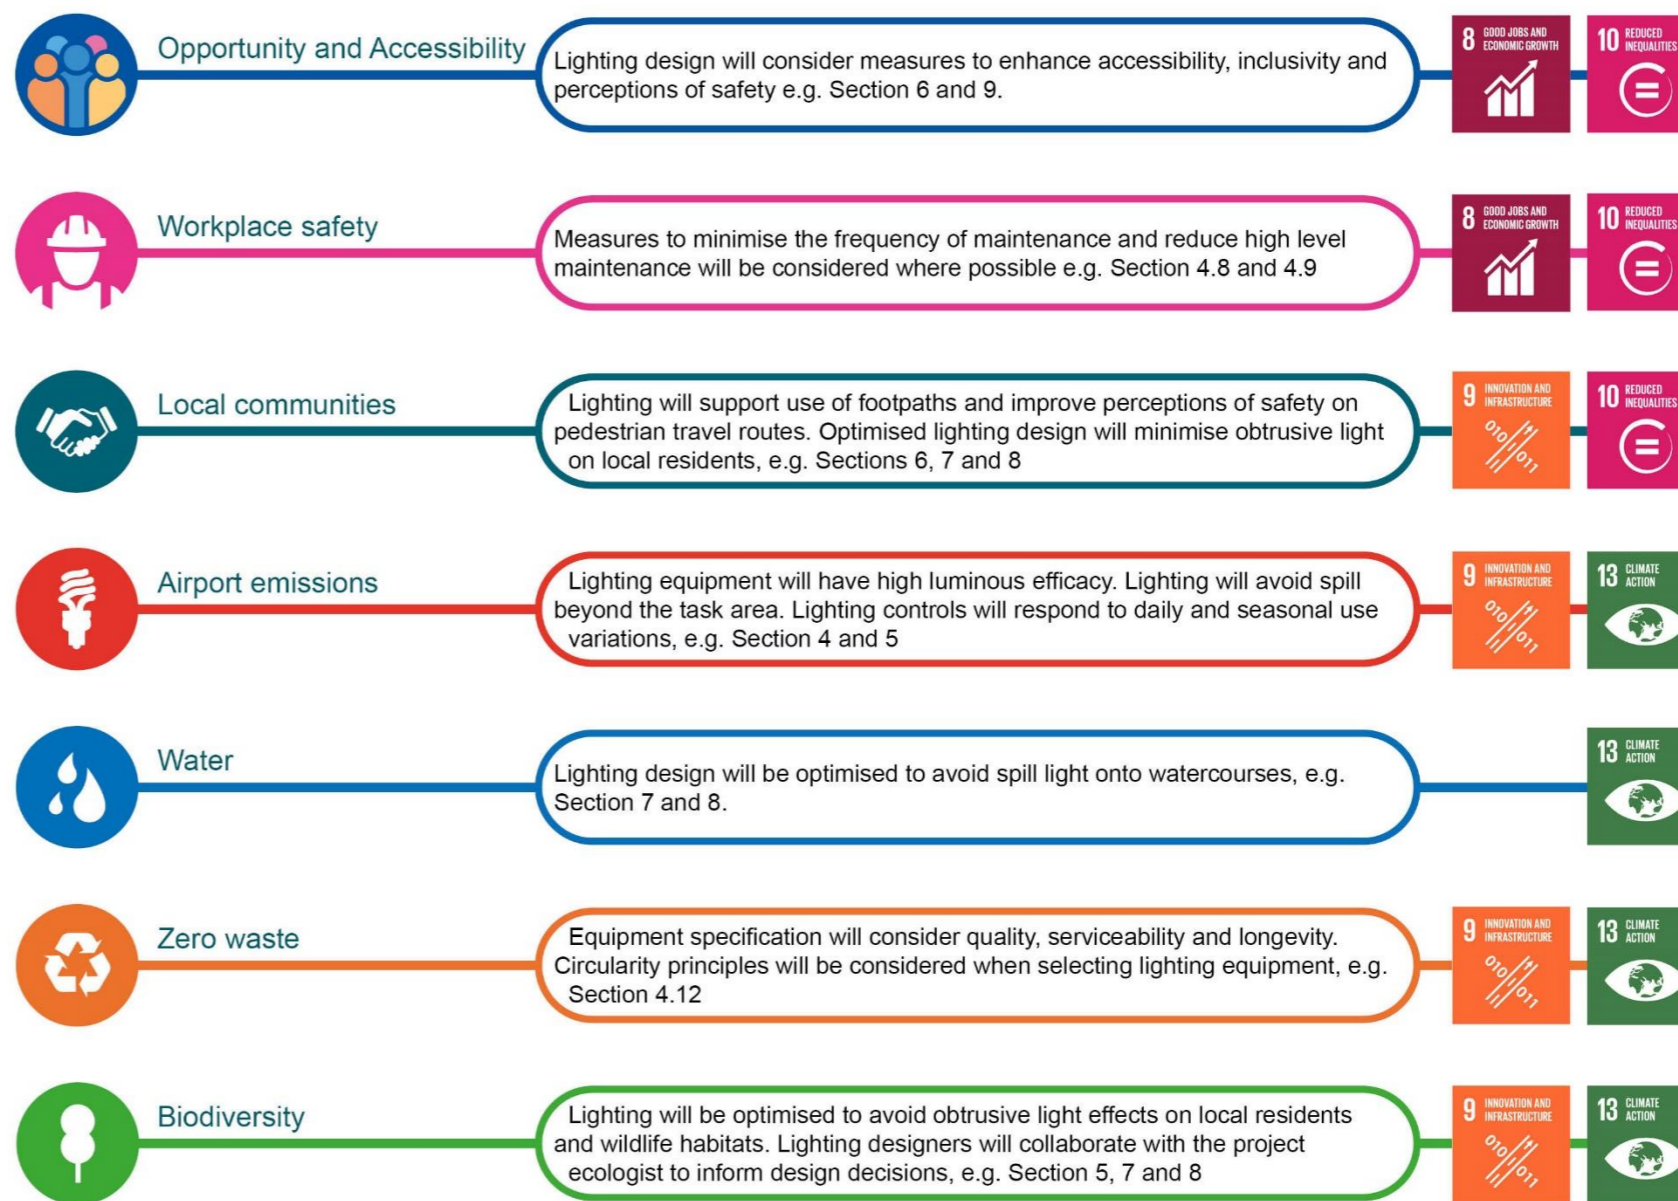 Opportunity and Accessibility
Lighting design will consider measures to enhance accessibility, inclusivity and
perceptions of safety e.g. Section 6 and 9.
8 GOOD JOBS AND
ECONOMIC GROWTH
10 REDUCED
INEQUALITIES
Workplace safety
Measures to minimise the frequency of maintenance and reduce high level
maintenance will be considered where possible e.g. Section 4.8 and 4.9
8 GOOD JOBS AND
ECONOMIC GROWTH
10 REDUCED
INEQUALITIES
Local communities
Lighting will support use of footpaths and improve perceptions of safety on
pedestrian travel routes. Optimised lighting design will minimise obtrusive light
on local residents, e.g. Sections 6, 7 and 8
9 INNOVATION AND
INFRASTRUCTURE
010
011
10 REDUCED
INEQUALITIES
Airport emissions
Lighting equipment will have high luminous efficacy. Lighting will avoid spill
beyond the task area. Lighting controls will respond to daily and seasonal use
variations, e.g. Section 4 and 5
9 INNOVATION AND
INFRASTRUCTURE
010
011
13 CLIMATE
ACTION
Water
Lighting design will be optimised to avoid spill light onto watercourses, e.g.
Section 7 and 8.
13 CLIMATE
ACTION
Zero waste
Equipment specification will consider quality, serviceability and longevity.
Circularity principles will be considered when selecting lighting equipment, e.g.
Section 4.12
9 INNOVATION AND
INFRASTRUCTURE
010
011
13 CLIMATE
ACTION
Biodiversity
Lighting will be optimised to avoid obtrusive light effects on local residents
and wildlife habitats. Lighting designers will collaborate with the project
ecologist to inform design decisions, e.g. Section 5, 7 and 8
9 INNOVATION AND
INFRASTRUCTURE
010
011
13 CLIMATE
ACTION